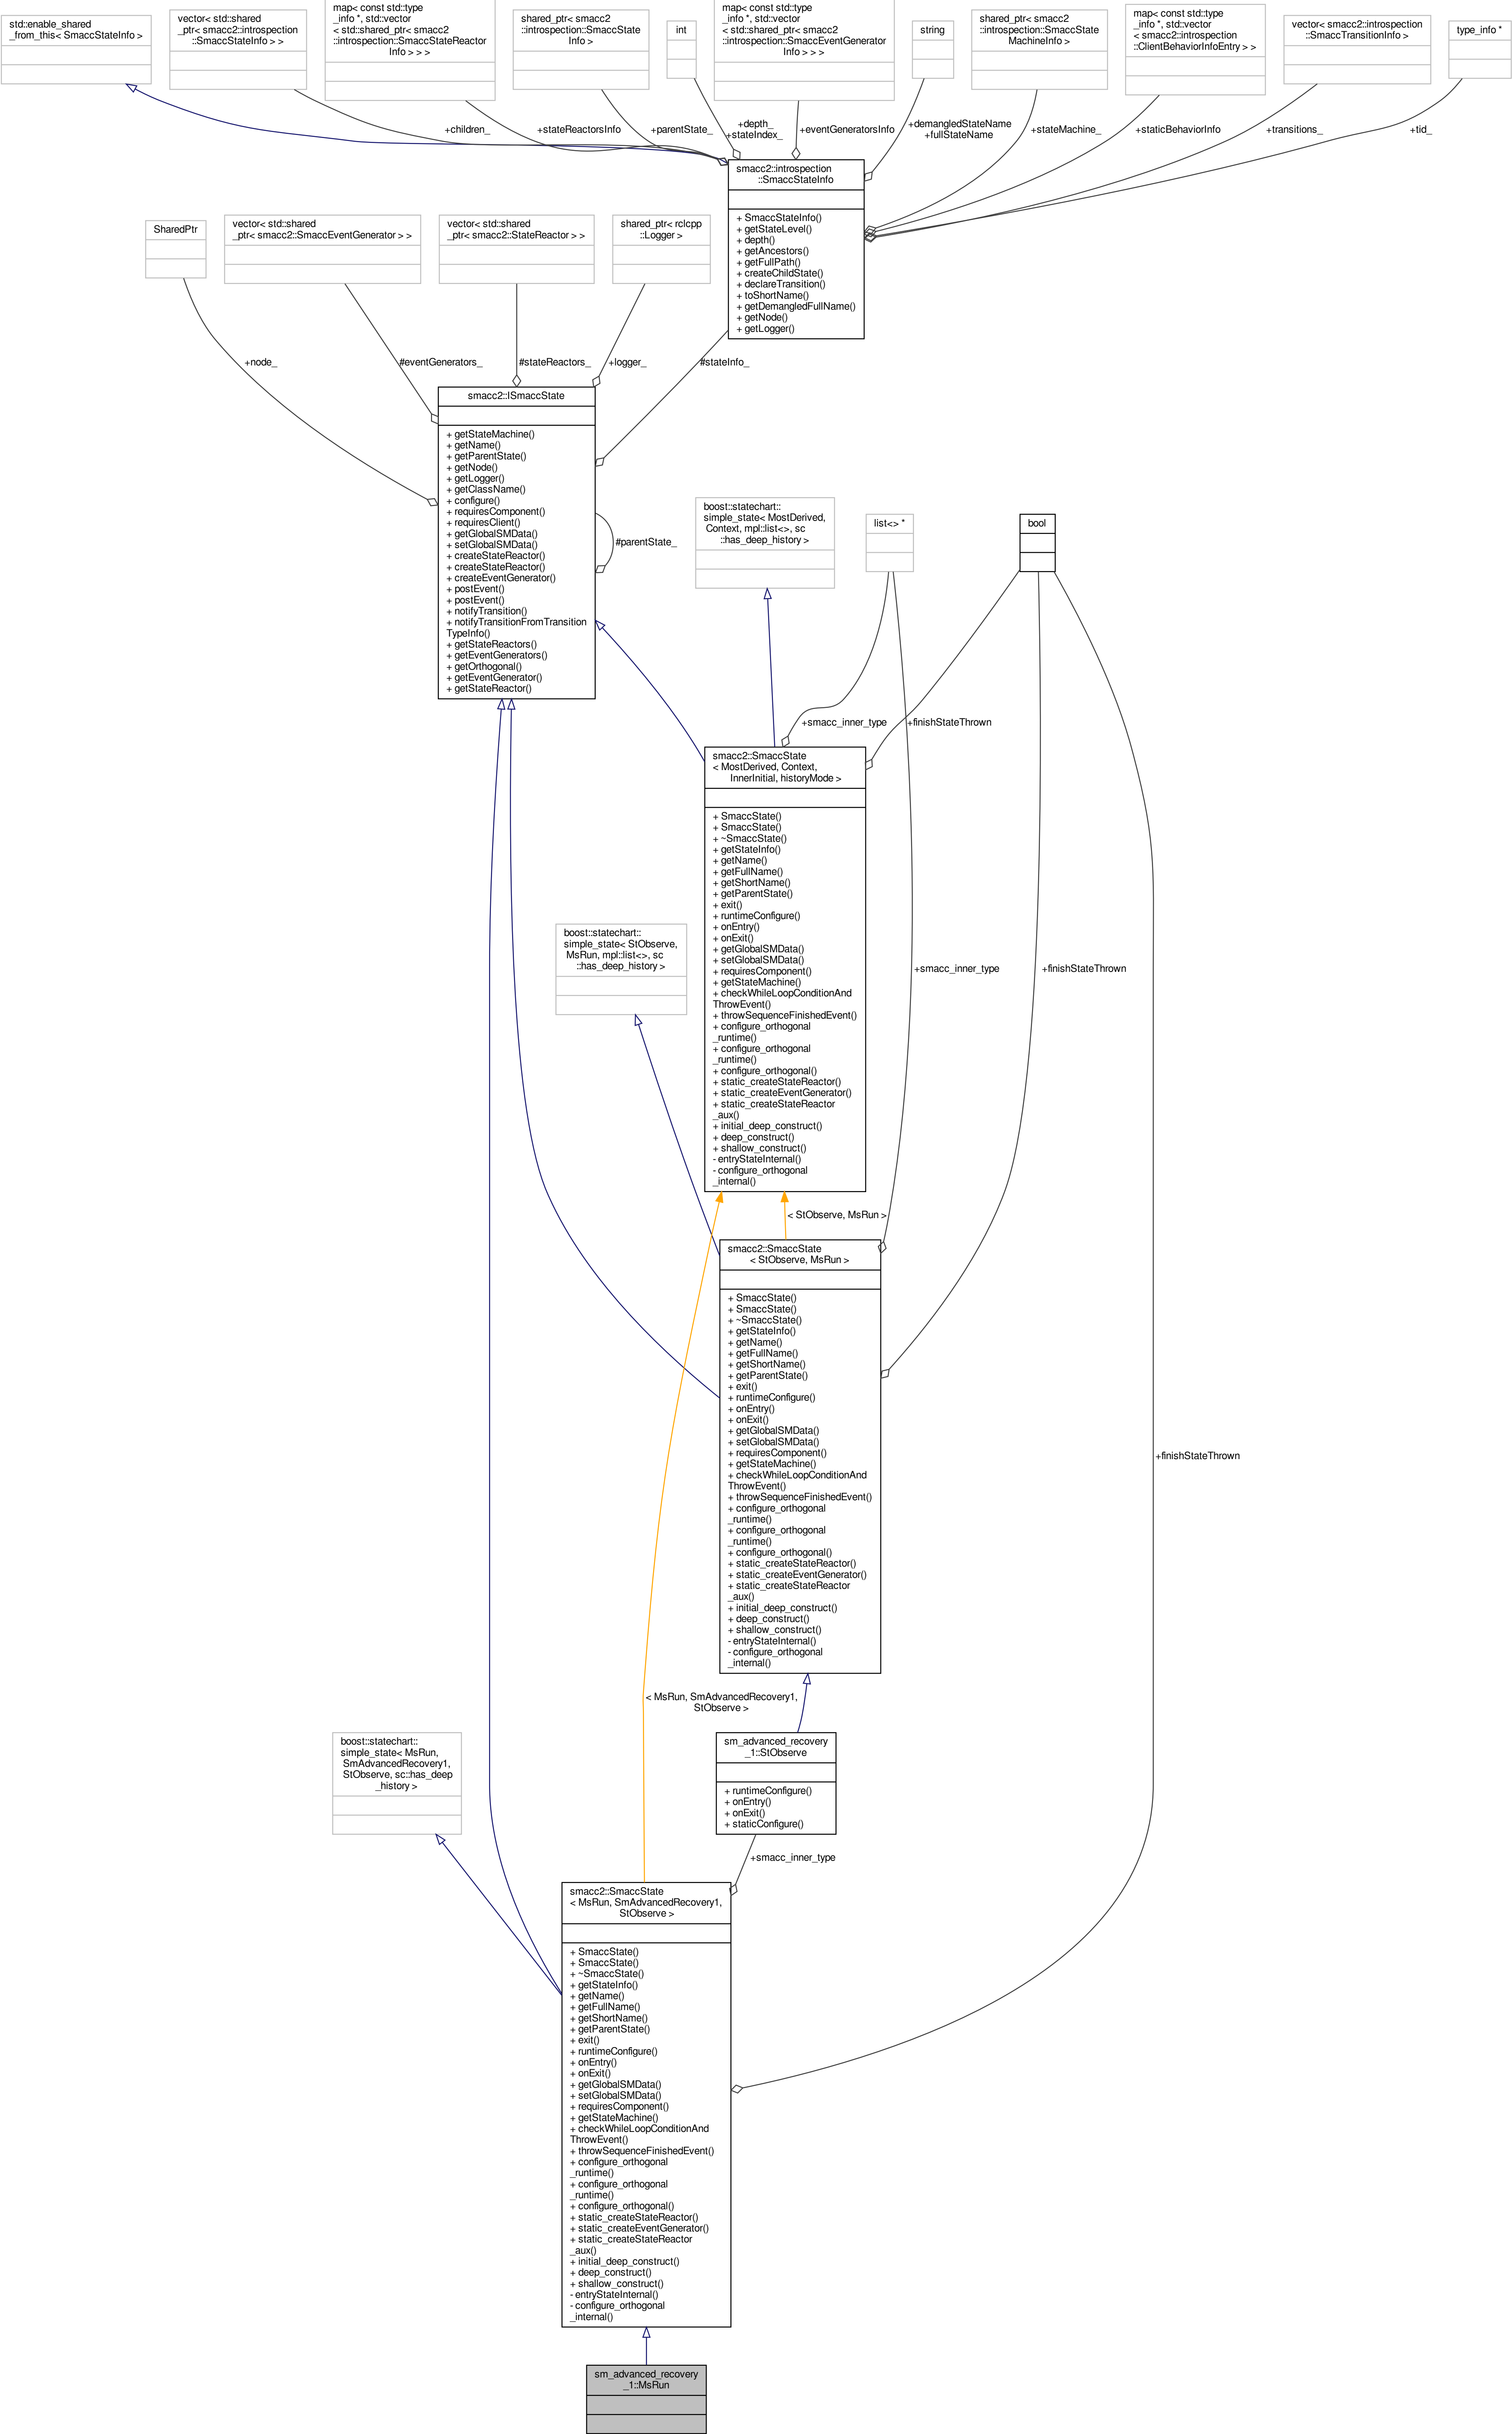 std::enable_shared
_from_this< SmaccStateInfo >
vector< std::shared
_ptr< smacc2::introspection
::SmaccStateInfo > >
map< const std::type
_info *, std::vector
< std::shared_ptr< smacc2
::introspection::SmaccStateReactor
Info > > >
shared_ptr< smacc2
::introspection::SmaccState
Info >
int
map< const std::type
_info *, std::vector
< std::shared_ptr< smacc2
::introspection::SmaccEventGenerator
Info > > >
string
shared_ptr< smacc2
::introspection::SmaccState
MachineInfo >
map< const std::type
_info *, std::vector
< smacc2::introspection
::ClientBehaviorInfoEntry > >
vector< smacc2::introspection
::SmaccTransitionInfo >
type_info *
+children_
+stateReactorsInfo
+parentState_
+depth_
+stateIndex_
+eventGeneratorsInfo
+demangledStateName
+fullStateName
+stateMachine_
+staticBehaviorInfo
+transitions_
+tid_
smacc2::introspection
::SmaccStateInfo
+ SmaccStateInfo()
+ getStateLevel()
+ depth()
+ getAncestors()
+ getFullPath()
+ createChildState()
+ declareTransition()
+ toShortName()
+ getDemangledFullName()
+ getNode()
+ getLogger()
SharedPtr
vector< std::shared
_ptr< smacc2::SmaccEventGenerator > >
vector< std::shared
_ptr< smacc2::StateReactor > >
shared_ptr< rclcpp
::Logger >
+node_
#eventGenerators_
#stateReactors_
+logger_
#stateInfo_
smacc2::ISmaccState
+ getStateMachine()
+ getName()
+ getParentState()
+ getNode()
+ getLogger()
+ getClassName()
+ configure()
+ requiresComponent()
+ requiresClient()
+ getGlobalSMData()
+ setGlobalSMData()
+ createStateReactor()
+ createStateReactor()
+ createEventGenerator()
+ postEvent()
+ postEvent()
+ notifyTransition()
+ notifyTransitionFromTransition
TypeInfo()
+ getStateReactors()
+ getEventGenerators()
+ getOrthogonal()
+ getEventGenerator()
+ getStateReactor()
#parentState_
boost::statechart::
simple_state< MostDerived,
Context, mpl::list<>, sc
::has_deep_history >
list<> *
bool
+smacc_inner_type
+finishStateThrown
smacc2::SmaccState
< MostDerived, Context,
InnerInitial, historyMode >
+ SmaccState()
+ SmaccState()
+ ~SmaccState()
+ getStateInfo()
+ getName()
+ getFullName()
+ getShortName()
+ getParentState()
+ exit()
+ runtimeConfigure()
+ onEntry()
+ onExit()
+ getGlobalSMData()
+ setGlobalSMData()
+ requiresComponent()
+ getStateMachine()
+ checkWhileLoopConditionAnd
ThrowEvent()
+ throwSequenceFinishedEvent()
+ configure_orthogonal
_runtime()
+ configure_orthogonal
_runtime()
+ configure_orthogonal()
+ static_createStateReactor()
+ static_createEventGenerator()
+ static_createStateReactor
_aux()
+ initial_deep_construct()
+ deep_construct()
+ shallow_construct()
- entryStateInternal()
- configure_orthogonal
_internal()
boost::statechart::
simple_state< StObserve,
MsRun, mpl::list<>, sc
::has_deep_history >
+smacc_inner_type
+finishStateThrown
< StObserve, MsRun >
smacc2::SmaccState
< StObserve, MsRun >
+ SmaccState()
+ SmaccState()
+ ~SmaccState()
+ getStateInfo()
+ getName()
+ getFullName()
+ getShortName()
+ getParentState()
+ exit()
+ runtimeConfigure()
+ onEntry()
+ onExit()
+ getGlobalSMData()
+ setGlobalSMData()
+ requiresComponent()
+ getStateMachine()
+ checkWhileLoopConditionAnd
ThrowEvent()
+ throwSequenceFinishedEvent()
+ configure_orthogonal
_runtime()
+ configure_orthogonal
_runtime()
+ configure_orthogonal()
+ static_createStateReactor()
+ static_createEventGenerator()
+ static_createStateReactor
_aux()
+ initial_deep_construct()
+ deep_construct()
+ shallow_construct()
- entryStateInternal()
- configure_orthogonal
_internal()
+finishStateThrown
< MsRun, SmAdvancedRecovery1,
StObserve >
boost::statechart::
simple_state< MsRun,
SmAdvancedRecovery1,
StObserve, sc::has_deep
_history >
sm_advanced_recovery
_1::StObserve
+ runtimeConfigure()
+ onEntry()
+ onExit()
+ staticConfigure()
+smacc_inner_type
smacc2::SmaccState
< MsRun, SmAdvancedRecovery1,
StObserve >
+ SmaccState()
+ SmaccState()
+ ~SmaccState()
+ getStateInfo()
+ getName()
+ getFullName()
+ getShortName()
+ getParentState()
+ exit()
+ runtimeConfigure()
+ onEntry()
+ onExit()
+ getGlobalSMData()
+ setGlobalSMData()
+ requiresComponent()
+ getStateMachine()
+ checkWhileLoopConditionAnd
ThrowEvent()
+ throwSequenceFinishedEvent()
+ configure_orthogonal
_runtime()
+ configure_orthogonal
_runtime()
+ configure_orthogonal()
+ static_createStateReactor()
+ static_createEventGenerator()
+ static_createStateReactor
_aux()
+ initial_deep_construct()
+ deep_construct()
+ shallow_construct()
- entryStateInternal()
- configure_orthogonal
_internal()
sm_advanced_recovery
_1::MsRun